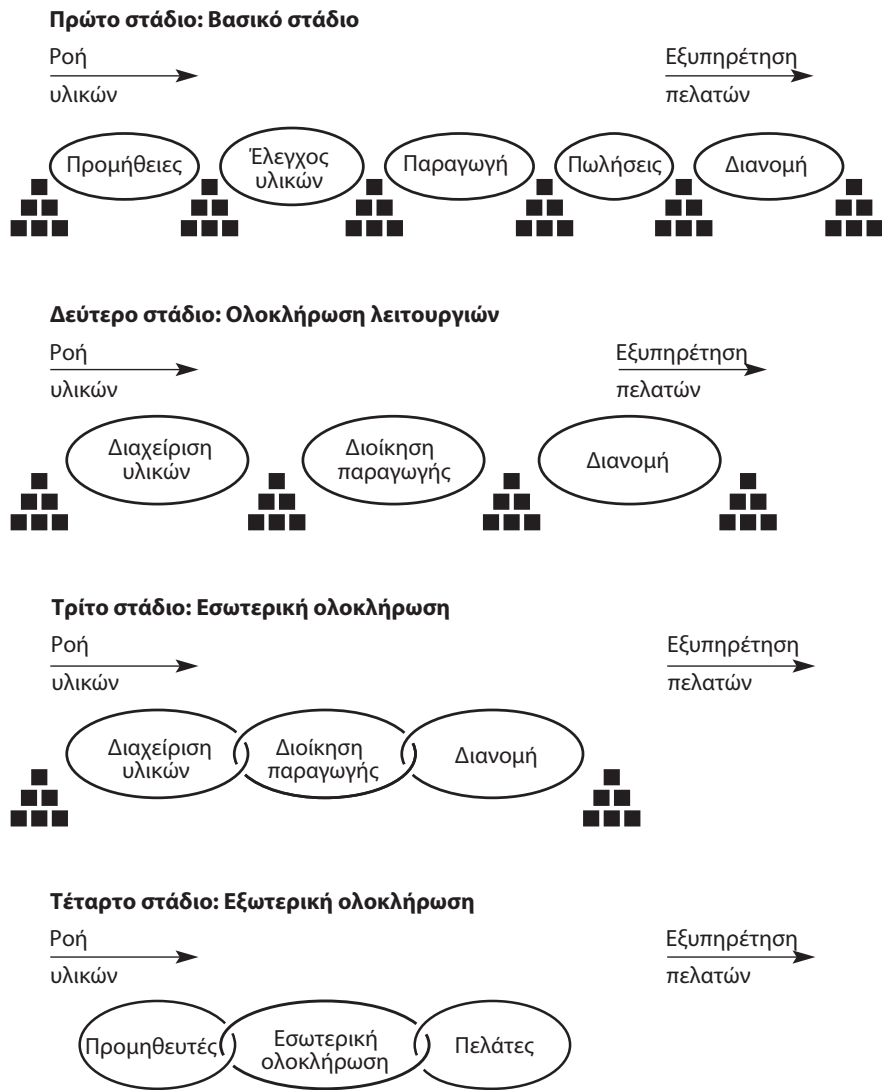 Πρώτο στάδιο: Βασικό στάδιο
Ροή
υλικών
Εξυπηρέτηση
πελατών
Προμήθειες
Έλεγχος
υλικών
Παραγωγή
Πωλήσεις
Διανομή
Δεύτερο στάδιο: Ολοκλήρωση λειτουργιών
Ροή
υλικών
Εξυπηρέτηση
πελατών
Διαχείριση
υλικών
Διοίκηση
παραγωγής
Διανομή
Τρίτο στάδιο: Εσωτερική ολοκλήρωση
Ροή
υλικών
Εξυπηρέτηση
πελατών
Διαχείριση
υλικών
Διοίκηση
παραγωγής
Διανομή
Τέταρτο στάδιο: Εξωτερική ολοκλήρωση
Ροή
υλικών
Εξυπηρέτηση
πελατών
Προμηθευτές
Εσωτερική
ολοκλήρωση
Πελάτες